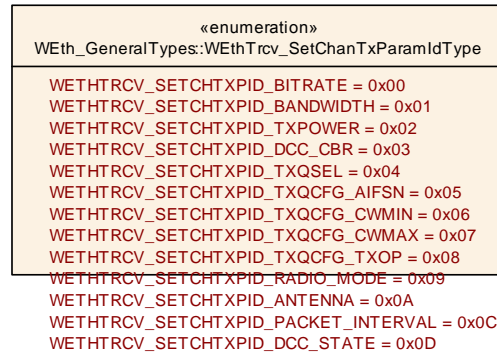 «enumeration»
WEth_GeneralTypes::WEthTrcv_SetChanTxParamIdType
WETHTRCV_SETCHTXPID_BITRATE = 0x00
WETHTRCV_SETCHTXPID_BANDWIDTH = 0x01
WETHTRCV_SETCHTXPID_TXPOWER = 0x02
WETHTRCV_SETCHTXPID_DCC_CBR = 0x03
WETHTRCV_SETCHTXPID_TXQSEL = 0x04
WETHTRCV_SETCHTXPID_TXQCFG_AIFSN = 0x05
WETHTRCV_SETCHTXPID_TXQCFG_CWMIN = 0x06
WETHTRCV_SETCHTXPID_TXQCFG_CWMAX = 0x07
WETHTRCV_SETCHTXPID_TXQCFG_TXOP = 0x08
WETHTRCV_SETCHTXPID_RADIO_MODE = 0x09
WETHTRCV_SETCHTXPID_ANTENNA = 0x0A
WETHTRCV_SETCHTXPID_PACKET_INTERVAL = 0x0C
WETHTRCV_SETCHTXPID_DCC_STATE = 0x0D